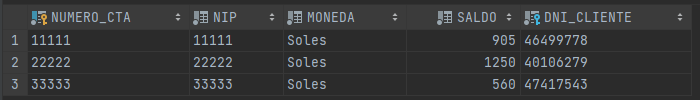 NUMERO_CTA NIP MONEDA SALDO DNI_CLIENTE
1 11111 11111 Soles 905 46499778
2 22222 22222 Soles 1250 40106279
3 33333 33333 Soles 560 47417543